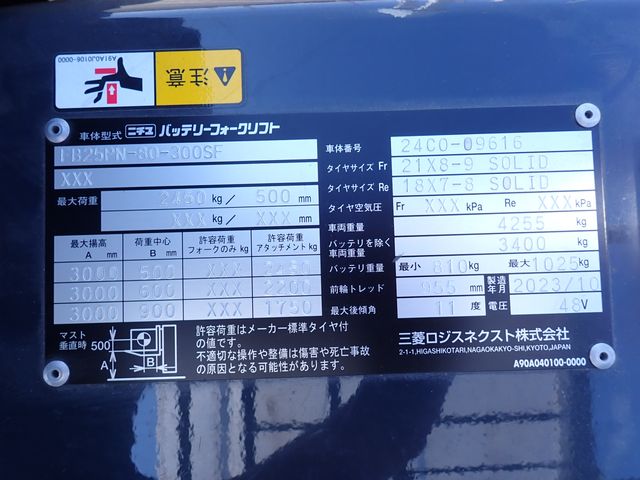 A91A0J0106-0000
注意
車体型式 ニチユ バッテリーフォークリフト
FB25PN-80-300SF
XXX
最大荷重 2450 kg / 500 mm
XXX kg / XXX mm
最大揚高 A mm 荷重中心 B mm 許容荷重 フォークのみ kg 許容荷重 アタッチメント kg
3000 500 XXX
3000 600 XXX 2200
3000 900 XXX 1750
マスト垂直時 500 A B
許容荷重はメーカー標準タイヤ付
の値です。
不適切な操作や整備は傷害や死亡事故
の原因となる可能性があります。
車体番号 24C0-09616
タイヤサイズ Fr 21X8-9 SOLID
タイヤサイズ Re 18X7-8 SOLID
タイヤ空気圧 Fr XXX kPa Re XXX kPa
車両重量 4255 kg
バッテリを除く車両重量 3400 kg
バッテリ重量 最小 810 kg 最大 1025 kg
前輪トレッド 955 mm 製造年月 2023/10
最大後傾角 11 度 電圧 48 V
三菱ロジスネクスト株式会社
2-1-1,HIGASHIKOTARI,NAGAOKAKYO-SHI,KYOTO,JAPAN
A90A040100-0000